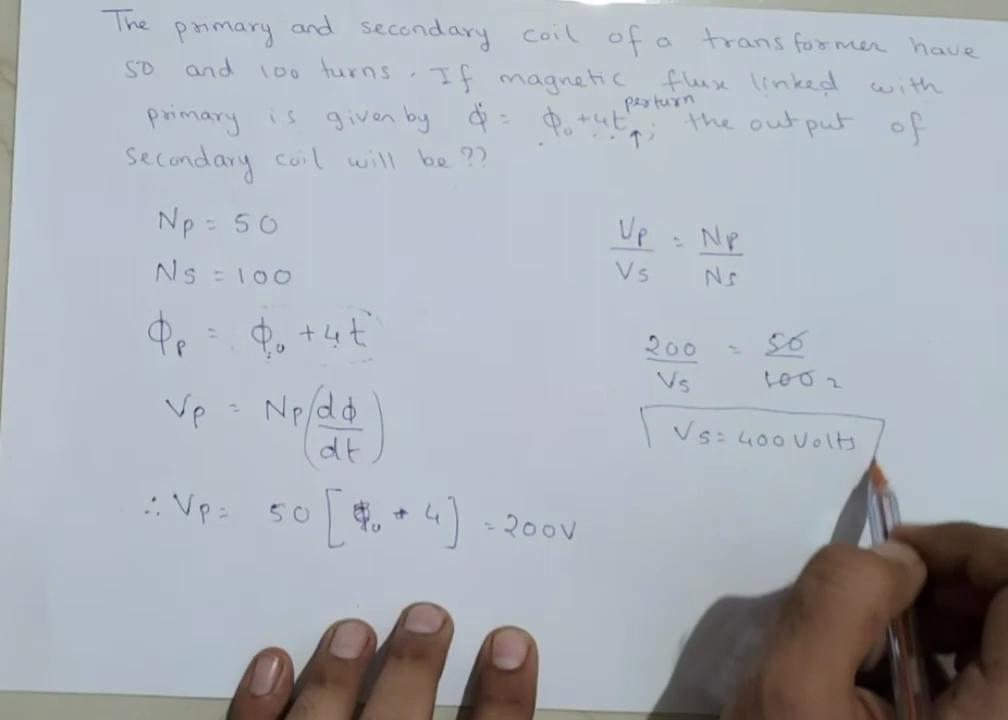 The primary and secondary coil of a transformer have
50 and 100 turns. If magnetic flux linked with
primary is given by ϕ = ϕ₀ + 4t per turn; the output of
secondary coil will be ??
Np = 50
Ns = 100
ϕp = ϕ₀ + 4t
Vp = Np (dϕ/dt)
∴ Vp = 50 [ϕ₀ + 4] = 200V
Vp/Vs = Np/Ns
200/Vs = 50/100 2
Vs = 400 Volts